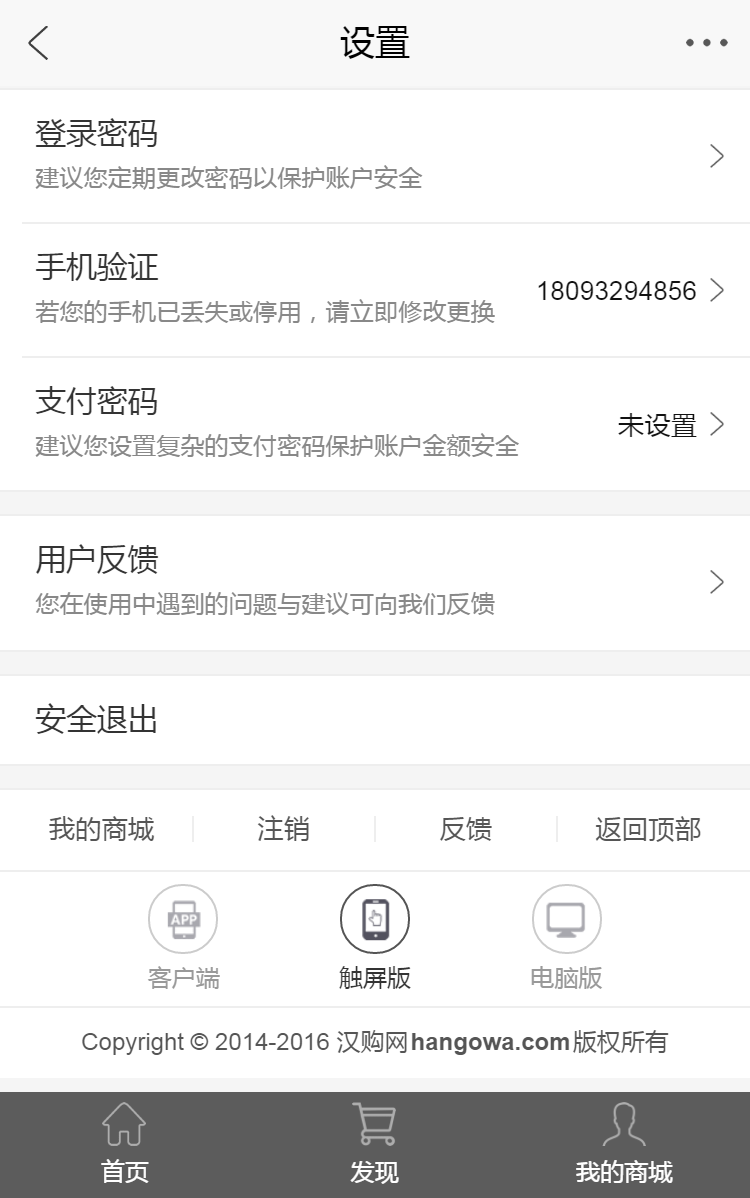 设置
登录密码
建议您定期更改密码以保护账户安全
手机验证
若您的手机已丢失或停用，请立即修改更换
18093294856
支付密码
建议您设置复杂的支付密码保护账户金额安全
未设置
用户反馈
您在使用中遇到的问题与建议可向我们反馈
安全退出
我的商城 注销 反馈 返回顶部
APP
客户端 触屏版 电脑版
Copyright © 2014-2016 汉购网hangowa.com版权所有
首页 发现 我的商城